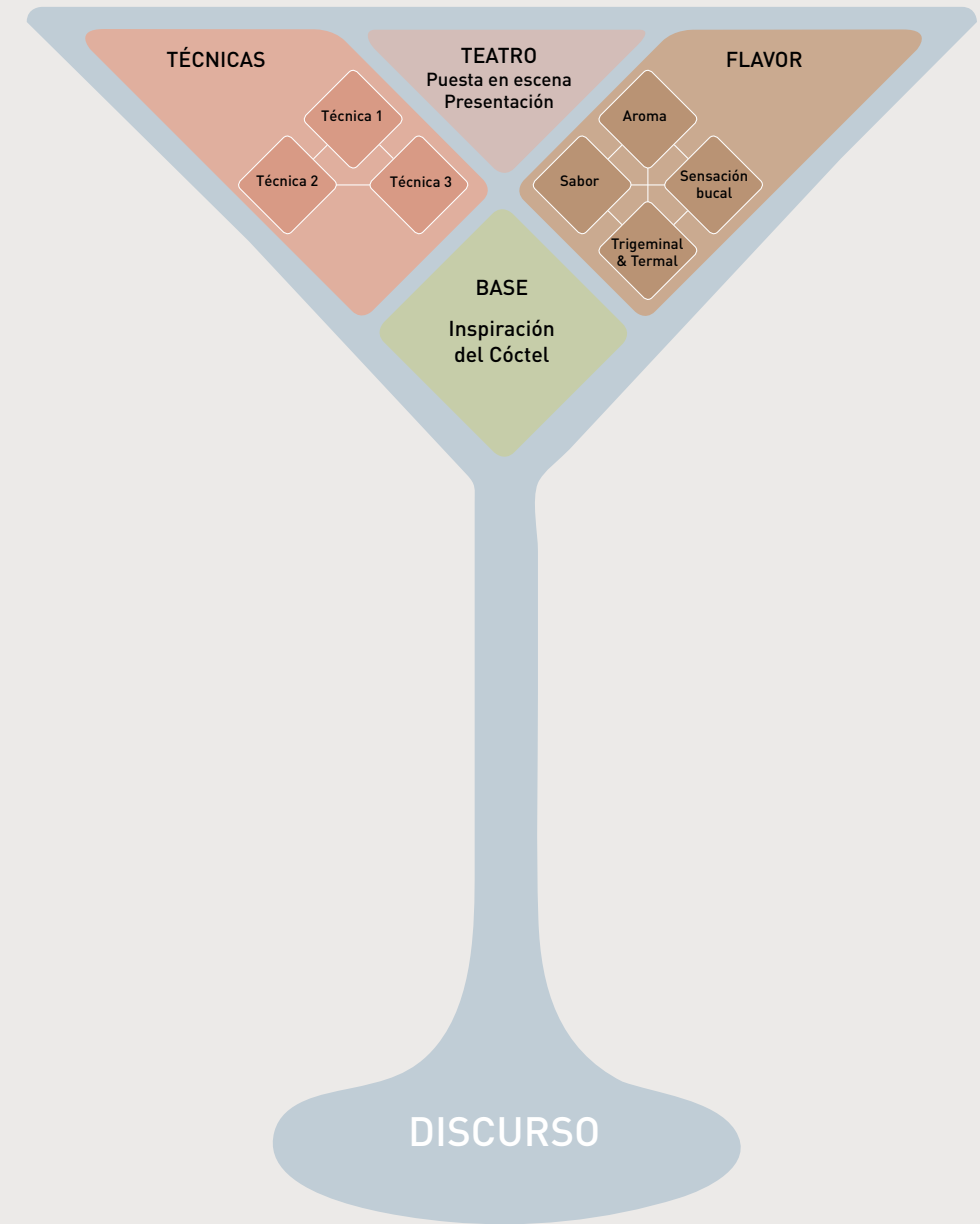 TÉCNICAS
Técnica 1
Técnica 2
Técnica 3
TEATRO
Puesta en escena
Presentación
FLAVOR
Aroma
Sabor
Sensación
bucal
Trigeminal
& Termal
BASE
Inspiración
del Cóctel
DISCURSO